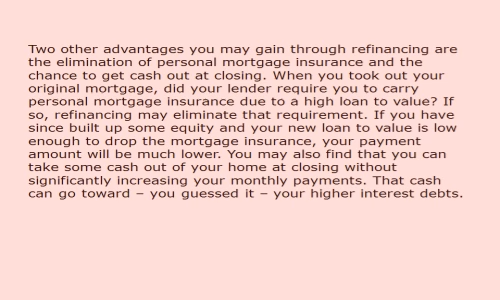 Two other advantages you may gain through refinancing are
the elimination of personal mortgage insurance and the
chance to get cash out at closing. When you took out your
original mortgage, did your lender require you to carry
personal mortgage insurance due to a high loan to value? If
so, refinancing may eliminate that requirement. If you have
since built up some equity and your new loan to value is low
enough to drop the mortgage insurance, your payment
amount will be much lower. You may also find that you can
take some cash out of your home at closing without
significantly increasing your monthly payments. That cash
can go toward – you guessed it – your higher interest debts.